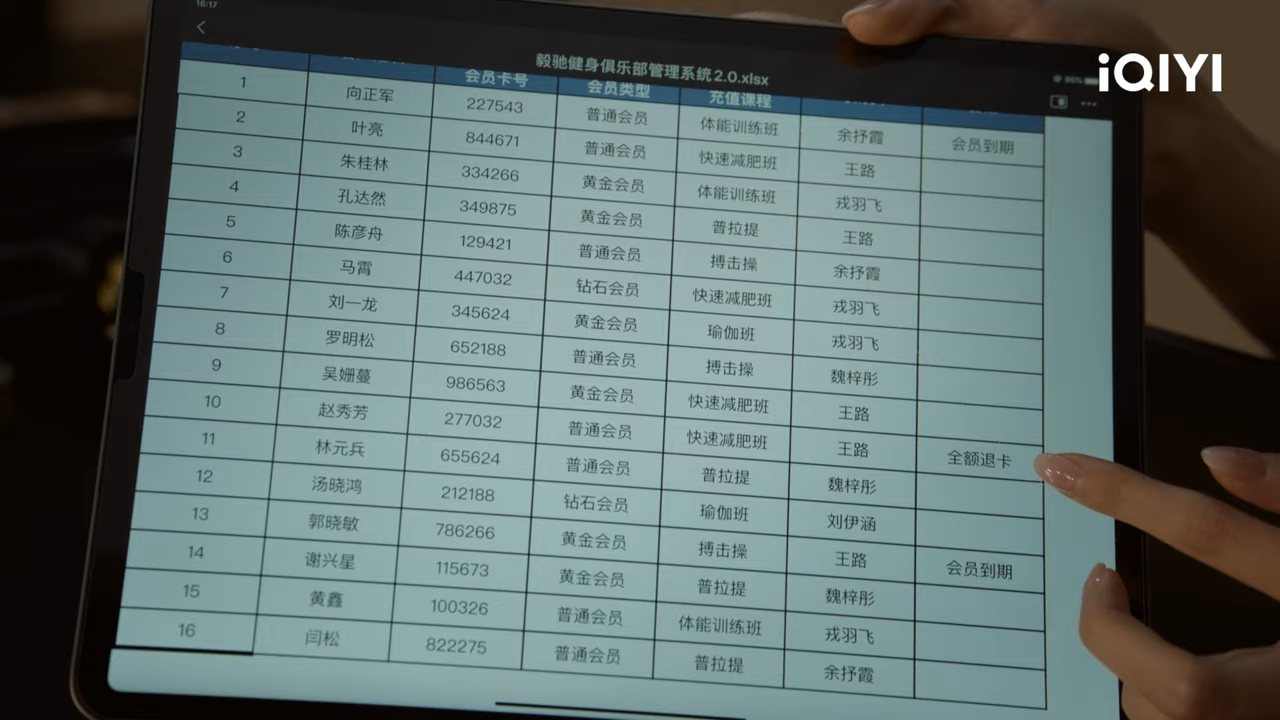 16:17
iQIYI
毅驰健身俱乐部管理系统2.0.xlsx
会员卡号 会员类型 充值课程
1 向正军 227543 普通会员 体能训练班 余抒霞 会员到期
2 叶亮 844671 普通会员 快速减肥班 王路
3 朱桂林 334266 黄金会员 体能训练班 戎羽飞
4 孔达然 349875 黄金会员 普拉提 王路
5 陈彦舟 129421 普通会员 搏击操 余抒霞
6 马霄 447032 钻石会员 快速减肥班 戎羽飞
7 刘一龙 345624 黄金会员 瑜伽班 戎羽飞
8 罗明松 652188 普通会员 搏击操 魏梓彤
9 吴姗蔓 986563 黄金会员 快速减肥班 王路
10 赵秀芳 277032 普通会员 快速减肥班 王路 全额退卡
11 林元兵 655624 普通会员 普拉提 魏梓彤
12 汤晓鸿 212188 钻石会员 瑜伽班 刘伊涵
13 郭晓敏 786266 黄金会员 搏击操 王路 会员到期
14 谢兴星 115673 黄金会员 普拉提 魏梓彤
15 黄鑫 100326 普通会员 体能训练班 戎羽飞
16 闫松 822275 普通会员 普拉提 余抒霞